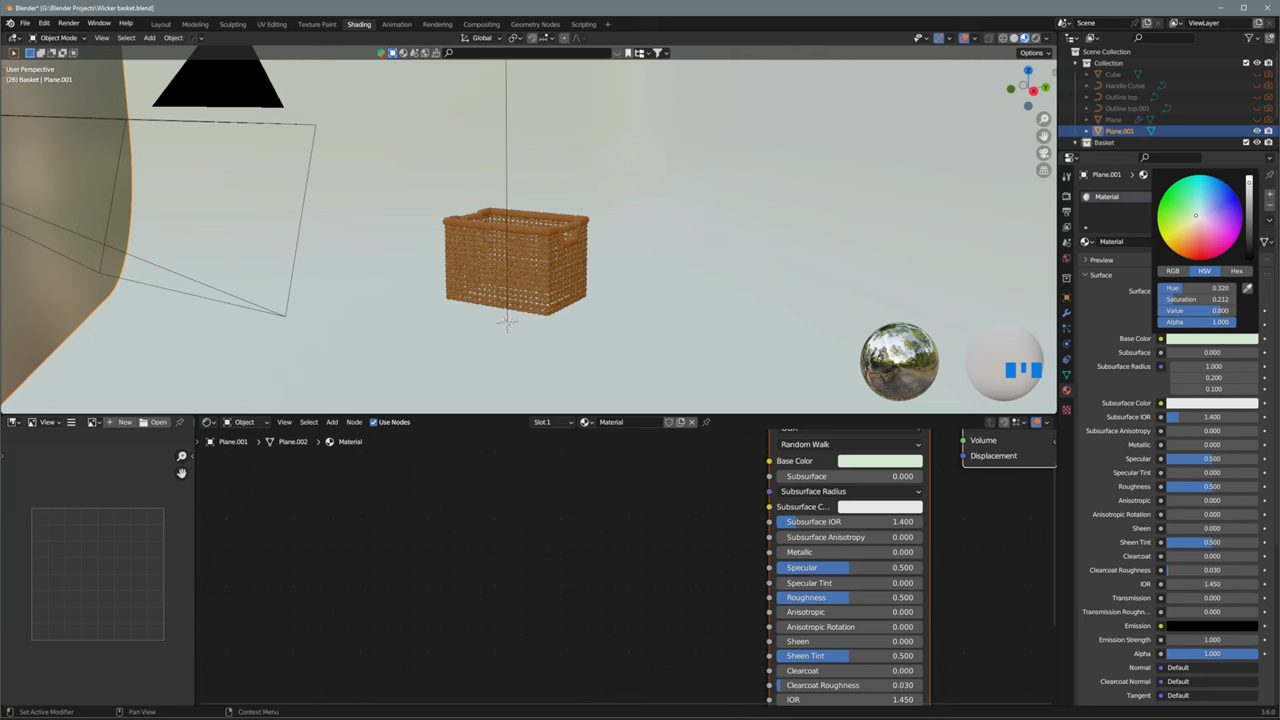 Blender* [G:\Blender Projects\Wicker basket.blend]
File Edit Render Window Help Layout Modeling Sculpting UV Editing Texture Paint Shading Animation Rendering Compositing Geometry Nodes Scripting Scene ViewLayer
Object Mode View Select Add Object Global
Options
User Perspective
(26) Basket | Plane.001
Scene Collection
Collection
Cube
Handle Curve
Outline top
Outline top.001
Plane
Plane.001
Basket
Plane.001
Material
Material
Preview
Surface
Surface
RGB HSV Hex
Hue 0.320
Saturation 0.212
Value 0.800
Alpha 1.000
Base Color
Subsurface 0.000
Subsurface Radius 1.000
0.200
0.100
Subsurface Color
Subsurface IOR 1.400
Subsurface Anisotropy 0.000
Metallic 0.000
Specular 0.500
Specular Tint 0.000
Roughness 0.500
Anisotropic 0.000
Anisotropic Rotation 0.000
Sheen 0.000
Sheen Tint 0.500
Clearcoat 0.000
Clearcoat Roughness 0.030
IOR 1.450
Transmission 0.000
Transmission Roughn... 0.000
Emission
Emission Strength 1.000
Alpha 1.000
Normal Default
Clearcoat Normal Default
Tangent Default
View New Open
Object View Select Add Node Use Nodes Slot 1 Material
Plane.001 Plane.002 Material
Random Walk
Base Color
Subsurface 0.000
Subsurface Radius
Subsurface C...
Subsurface IOR 1.400
Subsurface Anisotropy 0.000
Metallic 0.000
Specular 0.500
Specular Tint 0.000
Roughness 0.500
Anisotropic 0.000
Anisotropic Rotation 0.000
Sheen 0.000
Sheen Tint 0.500
Clearcoat 0.000
Clearcoat Roughness 0.030
IOR 1.450
Volume
Displacement
Set Active Modifier Pan View Context Menu 3.6.0